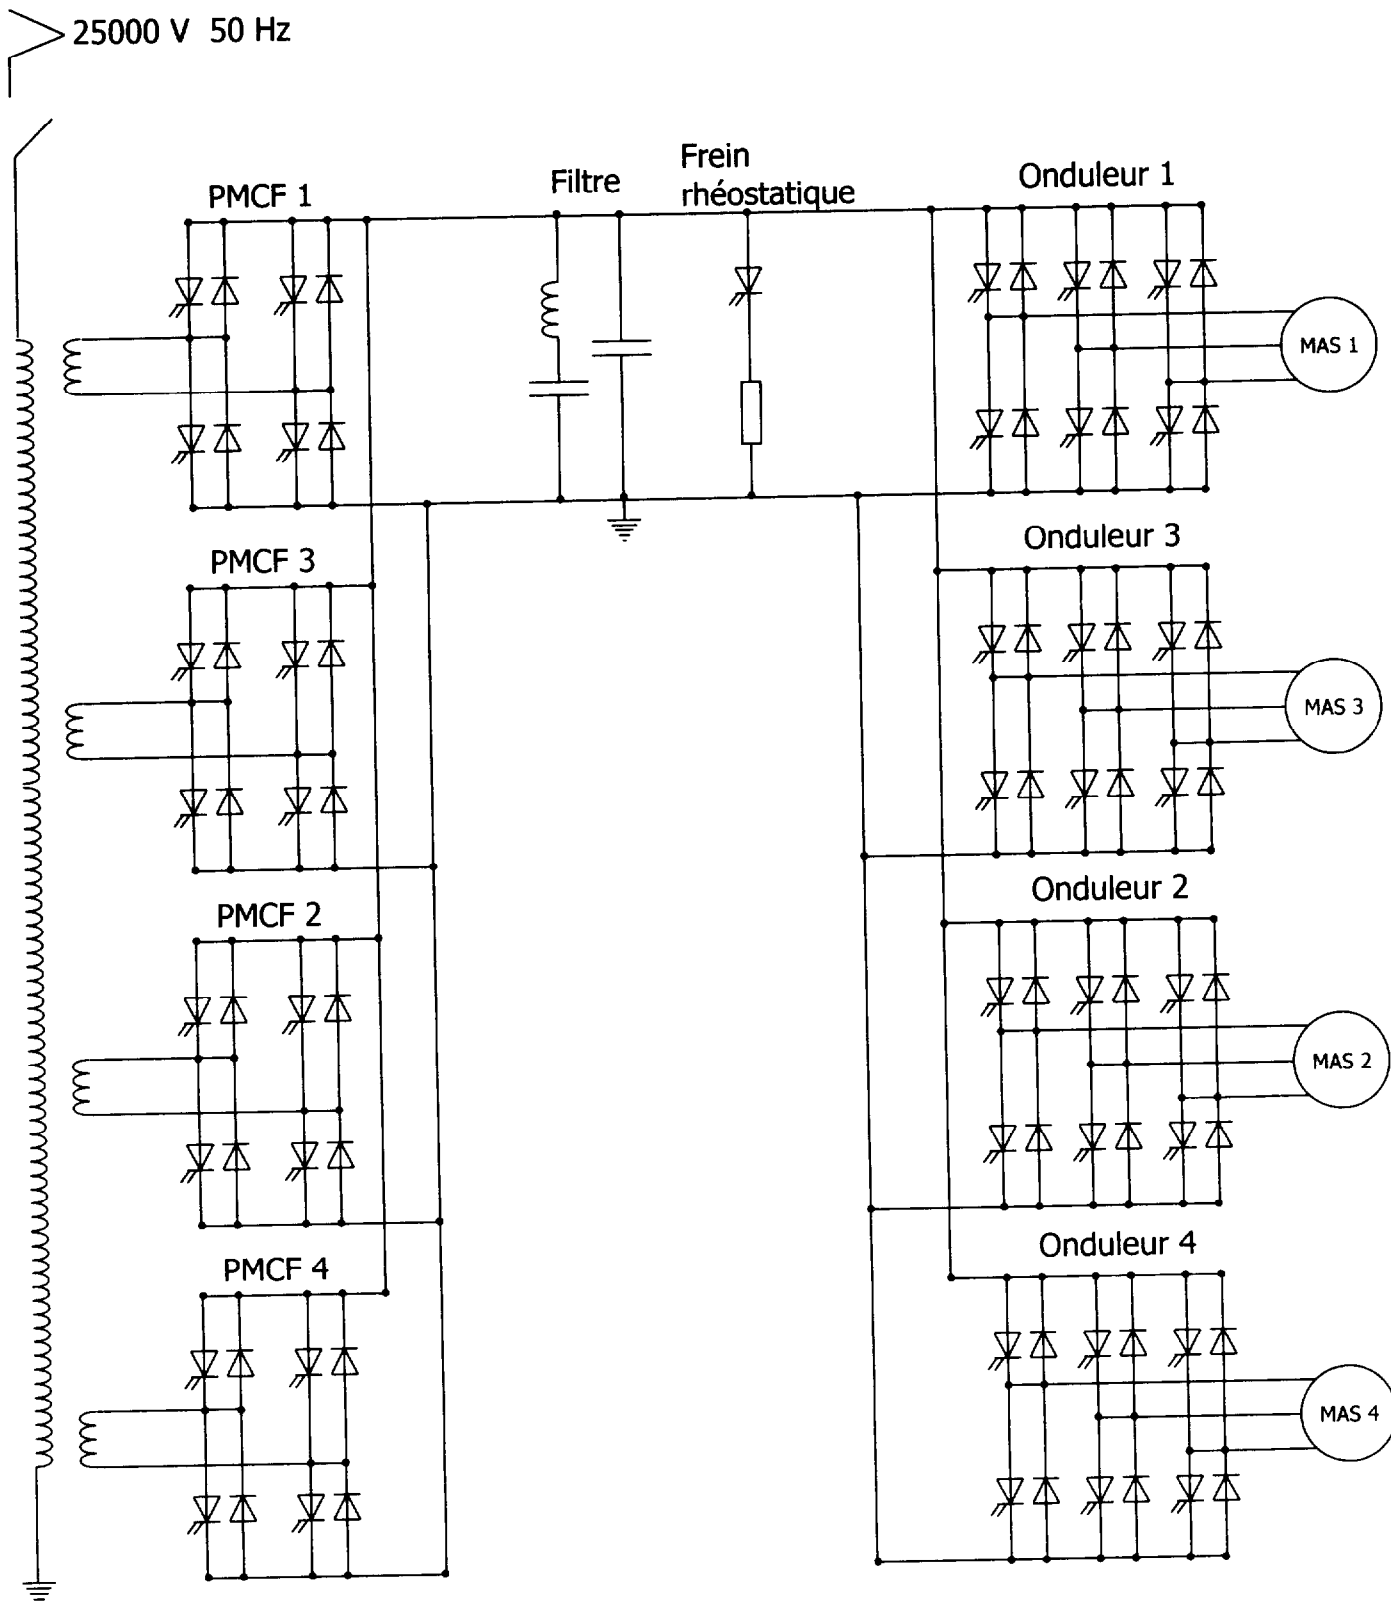 25000 V 50 Hz
PMCF 1
Filtre
Frein
rhéostatique
Onduleur 1
MAS 1
PMCF 3
Onduleur 3
MAS 3
PMCF 2
Onduleur 2
MAS 2
PMCF 4
Onduleur 4
MAS 4